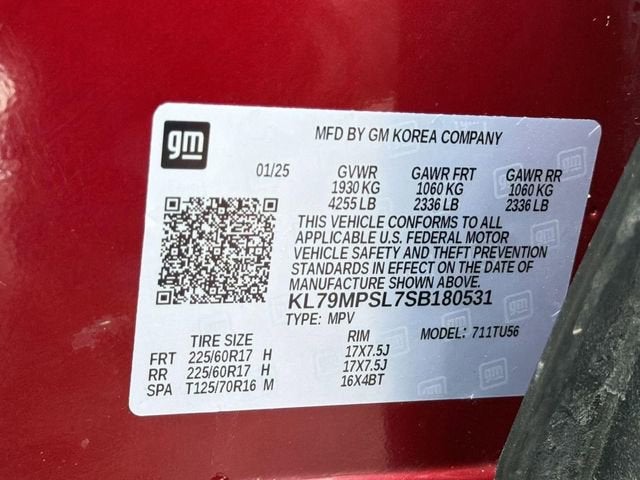 gm
MFD BY GM KOREA COMPANY
01/25 GVWR GAWR FRT GAWR RR
1930 KG 1060 KG 1060 KG
4255 LB 2336 LB 2336 LB
THIS VEHICLE CONFORMS TO ALL
APPLICABLE U.S. FEDERAL MOTOR
VEHICLE SAFETY AND THEFT
STANDARDS IN EFFECT ON THE DATE OF
MANUFACTURE SHOWN ABOVE.
KL79MPSL7SB180531
TYPE: MPV MODEL: 711TU56
TIRE SIZE RIM
FRT 225/60R17 H 17X7.5J
RR 225/60R17 H 17X7.5J
SPA T125/70R16 M 16X4BT